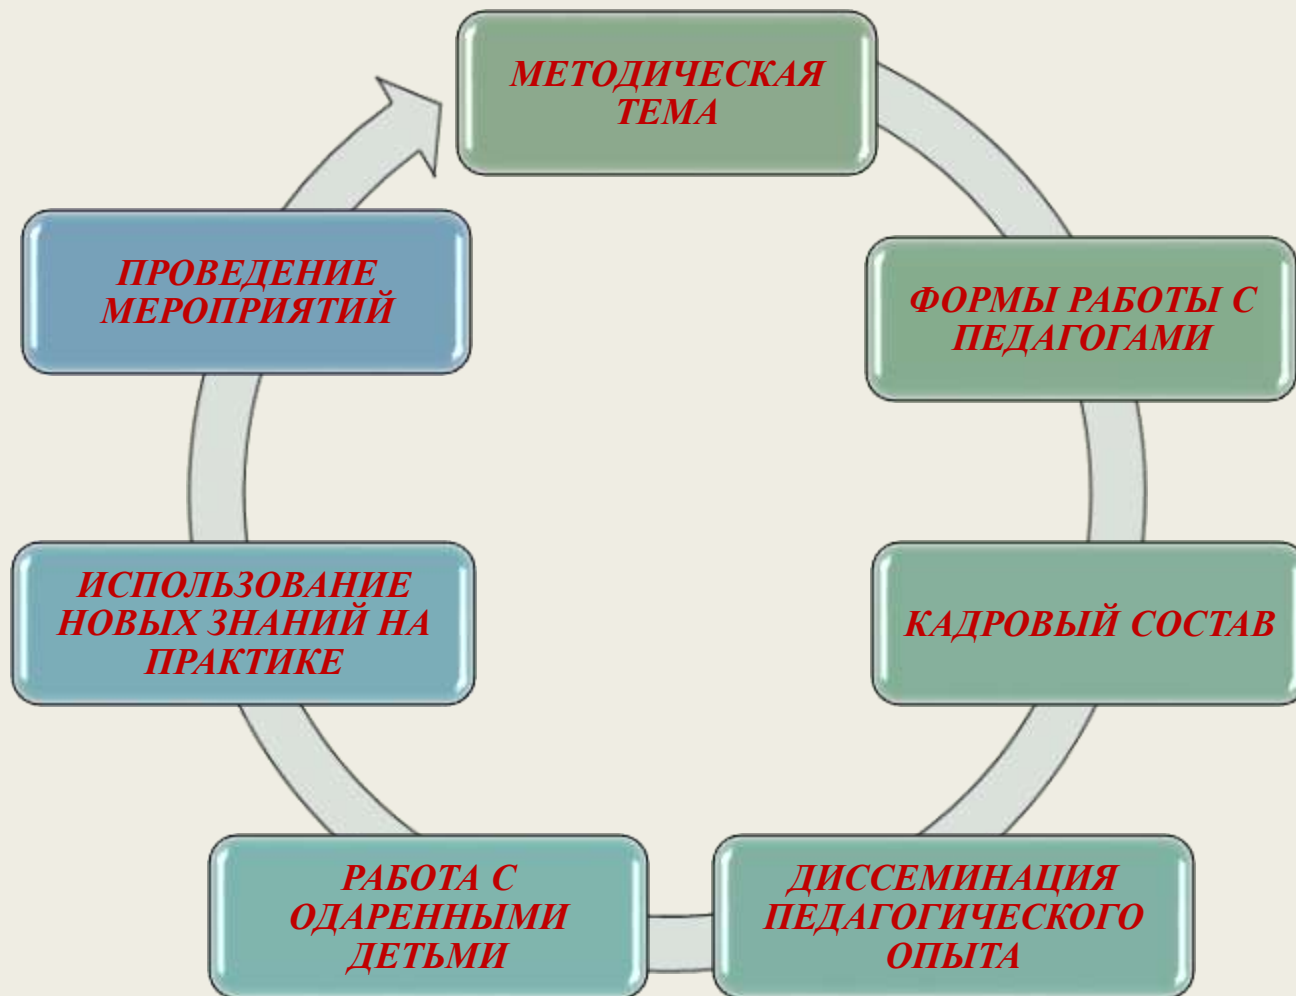 МЕТОДИЧЕСКАЯ
ТЕМА
ФОРМЫ РАБОТЫ С
ПЕДАГОГАМИ
КАДРОВЫЙ СОСТАВ
ДИССЕМИНАЦИЯ
ПЕДАГОГИЧЕСКОГО
ОПЫТА
РАБОТА С
ОДАРЕННЫМИ
ДЕТЬМИ
ИСПОЛЬЗОВАНИЕ
НОВЫХ ЗНАНИЙ НА
ПРАКТИКЕ
ПРОВЕДЕНИЕ
МЕРОПРИЯТИЙ